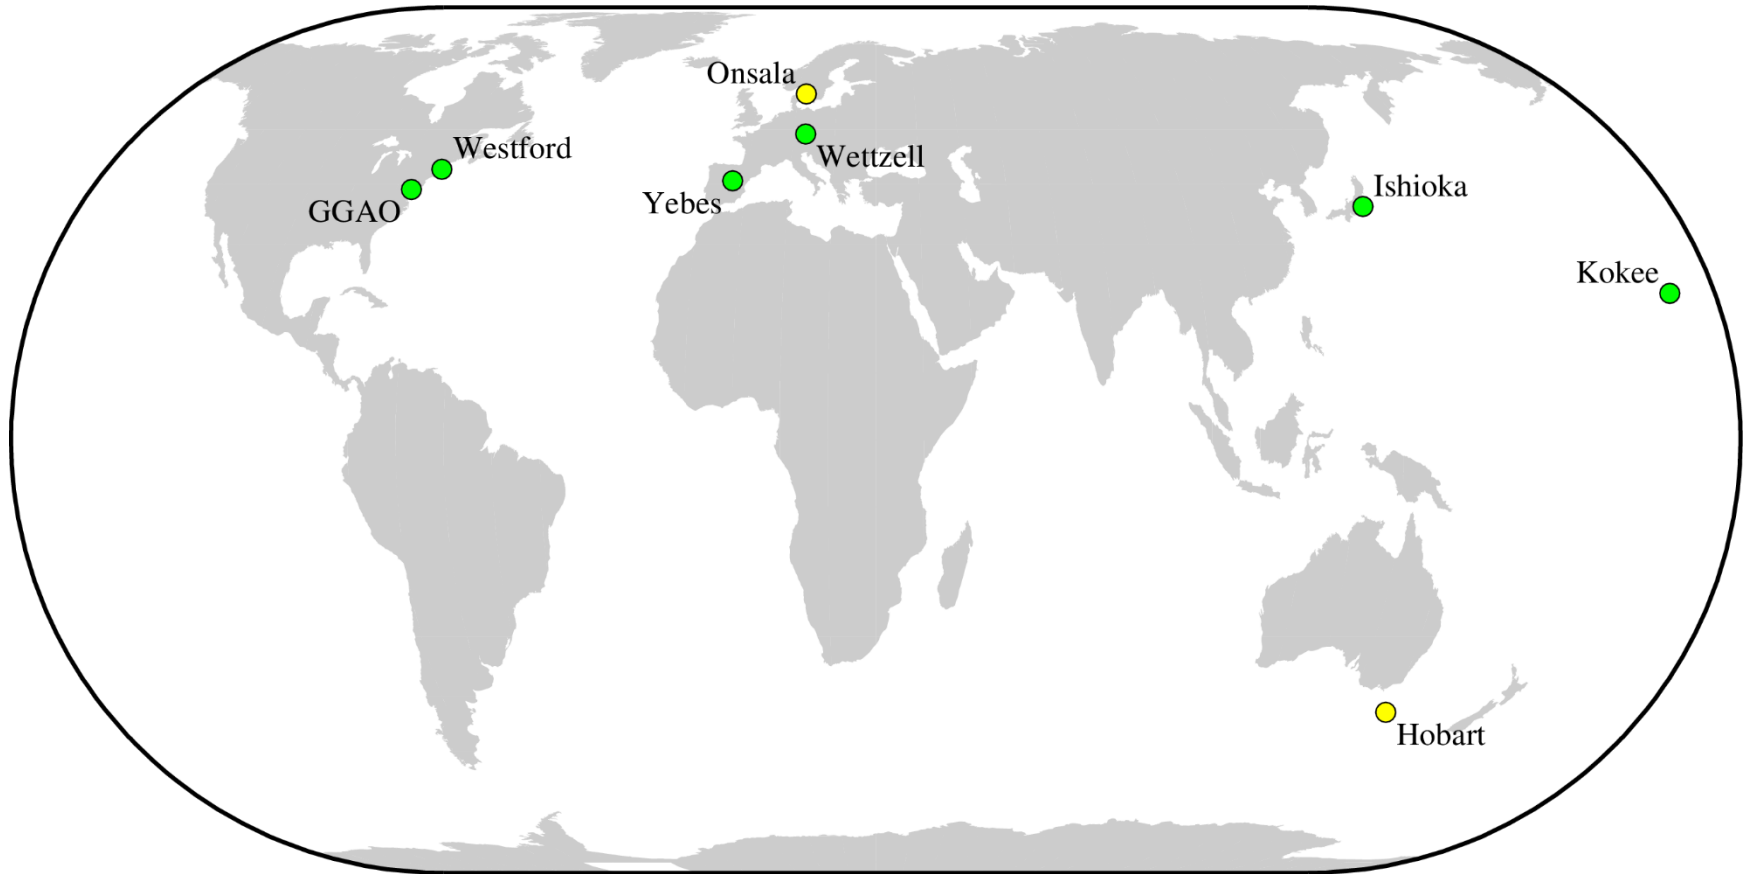 Onsala
Westford
Wettzell
Ishioka
Yebes
GGAO
Kokee
Hobart